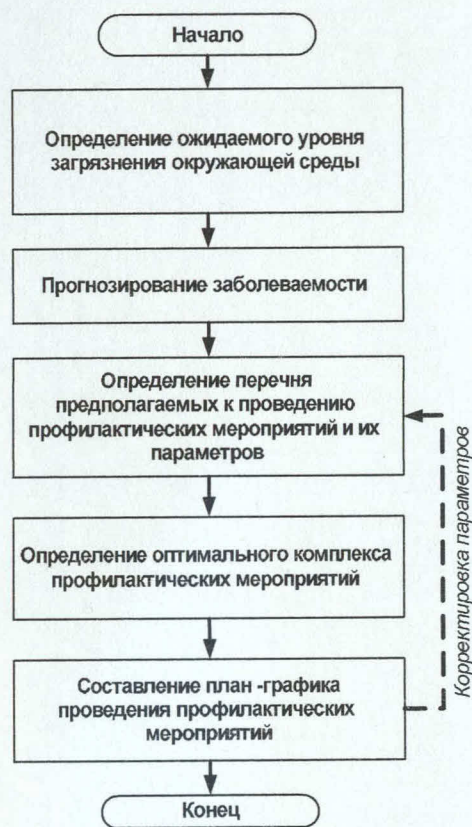 Начало
Определение ожидаемого уровня
загрязнения окружающей среды
Прогнозирование заболеваемости
Определение перечня
предполагаемых к проведению
профилактических мероприятий и их
параметров
Определение оптимального комплекса
профилактических мероприятий
Составление план -графика
проведения профилактических
мероприятий
Корректировка параметров
Конец